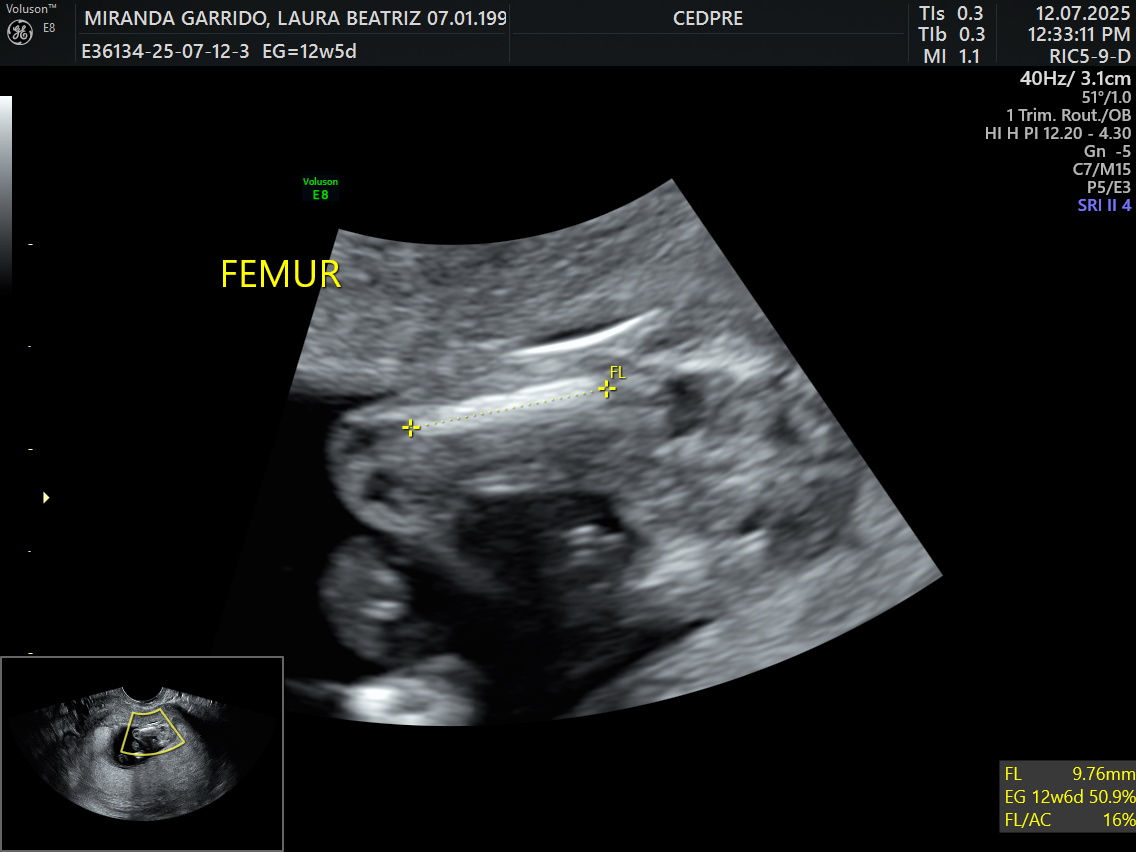 Voluson™
E8
MIRANDA GARRIDO, LAURA BEATRIZ 07.01.199
E36134-25-07-12-3 EG=12w5d
CEDPRE
TIs 0.3
TIb 0.3
MI 1.1
12.07.2025
12:33:11 PM
RIC5-9-D
40Hz/ 3.1cm
51°/1.0
1 Trim. Rout./OB
HI H PI 12.20 - 4.30
Gn -5
C7/M15
P5/E3
SRI II 4
Voluson
E8
FEMUR
FL
FL 9.76mm
EG 12w6d 50.9%
FL/AC 16%